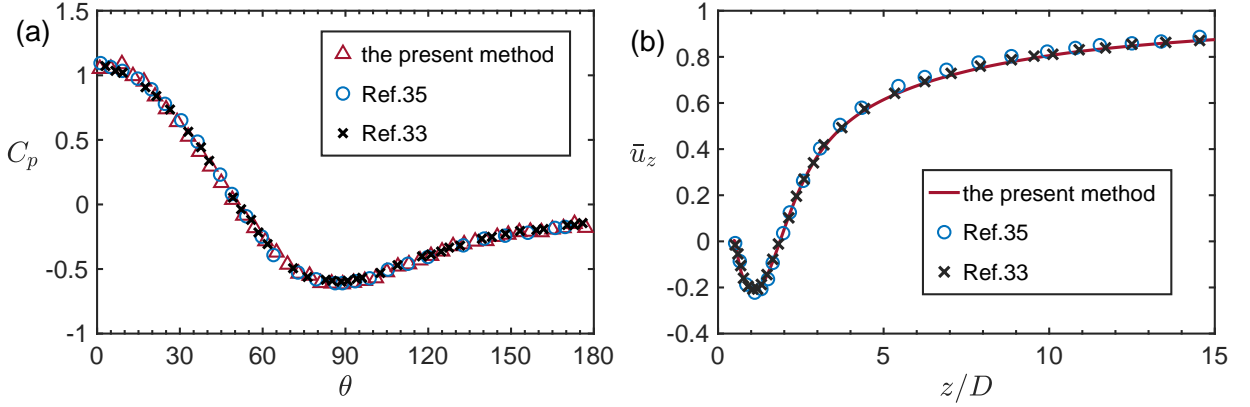 (a)
1.5
1
0.5
0
-0.5
-1
C_p
the present method
Ref.35
Ref.33
0 30 60 90 120 150 180
θ
(b)
1
0.8
0.6
0.4
0.2
0
-0.2
-0.4
ū_z
the present method
Ref.35
Ref.33
0 5 10 15
z/D